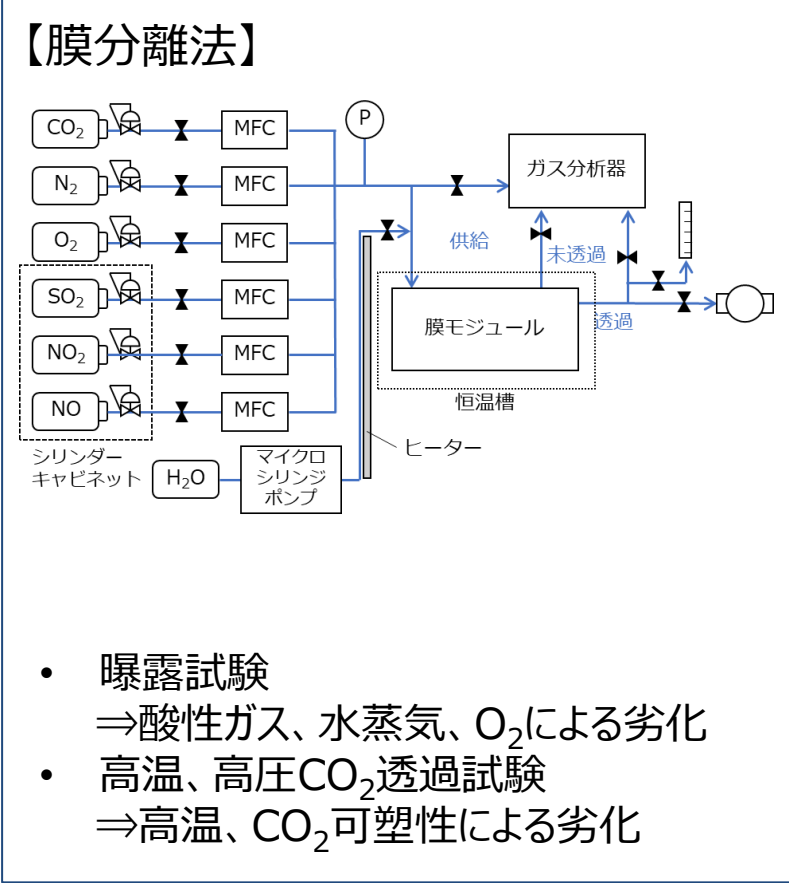 【膜分離法】
CO₂
MFC
P
N₂
MFC
ガス分析器
O₂
MFC
供給
未透過
SO₂
MFC
膜モジュール
透過
NO₂
MFC
恒温槽
NO
MFC
シリンダー
キャビネット
H₂O
マイクロ
シリンジ
ポンプ
ヒーター
• 曝露試験
⇒酸性ガス、水蒸気、O₂による劣化
• 高温、高圧CO₂透過試験
⇒高温、CO₂可塑性による劣化